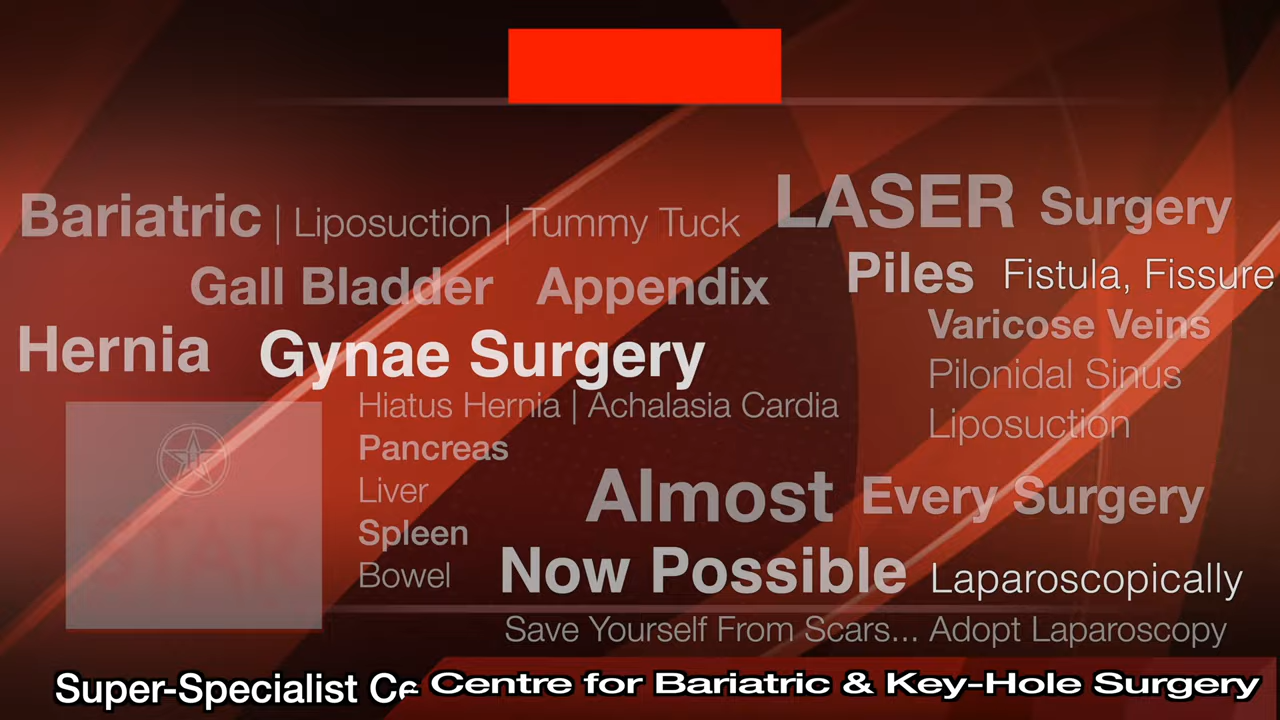 Bariatric | Liposuction | Tummy Tuck
LASER Surgery
Gall Bladder Appendix
Piles Fistula, Fissure
Hernia Gynae Surgery
Varicose Veins
Pilonidal Sinus
Liposuction
Hiatus Hernia | Achalasia Cardia
Pancreas
Liver
Spleen
Bowel
Almost Every Surgery
Now Possible Laparoscopically
Save Yourself From Scars... Adopt Laparoscopy
Super-Specialist
Centre for Bariatric & Key-Hole Surgery